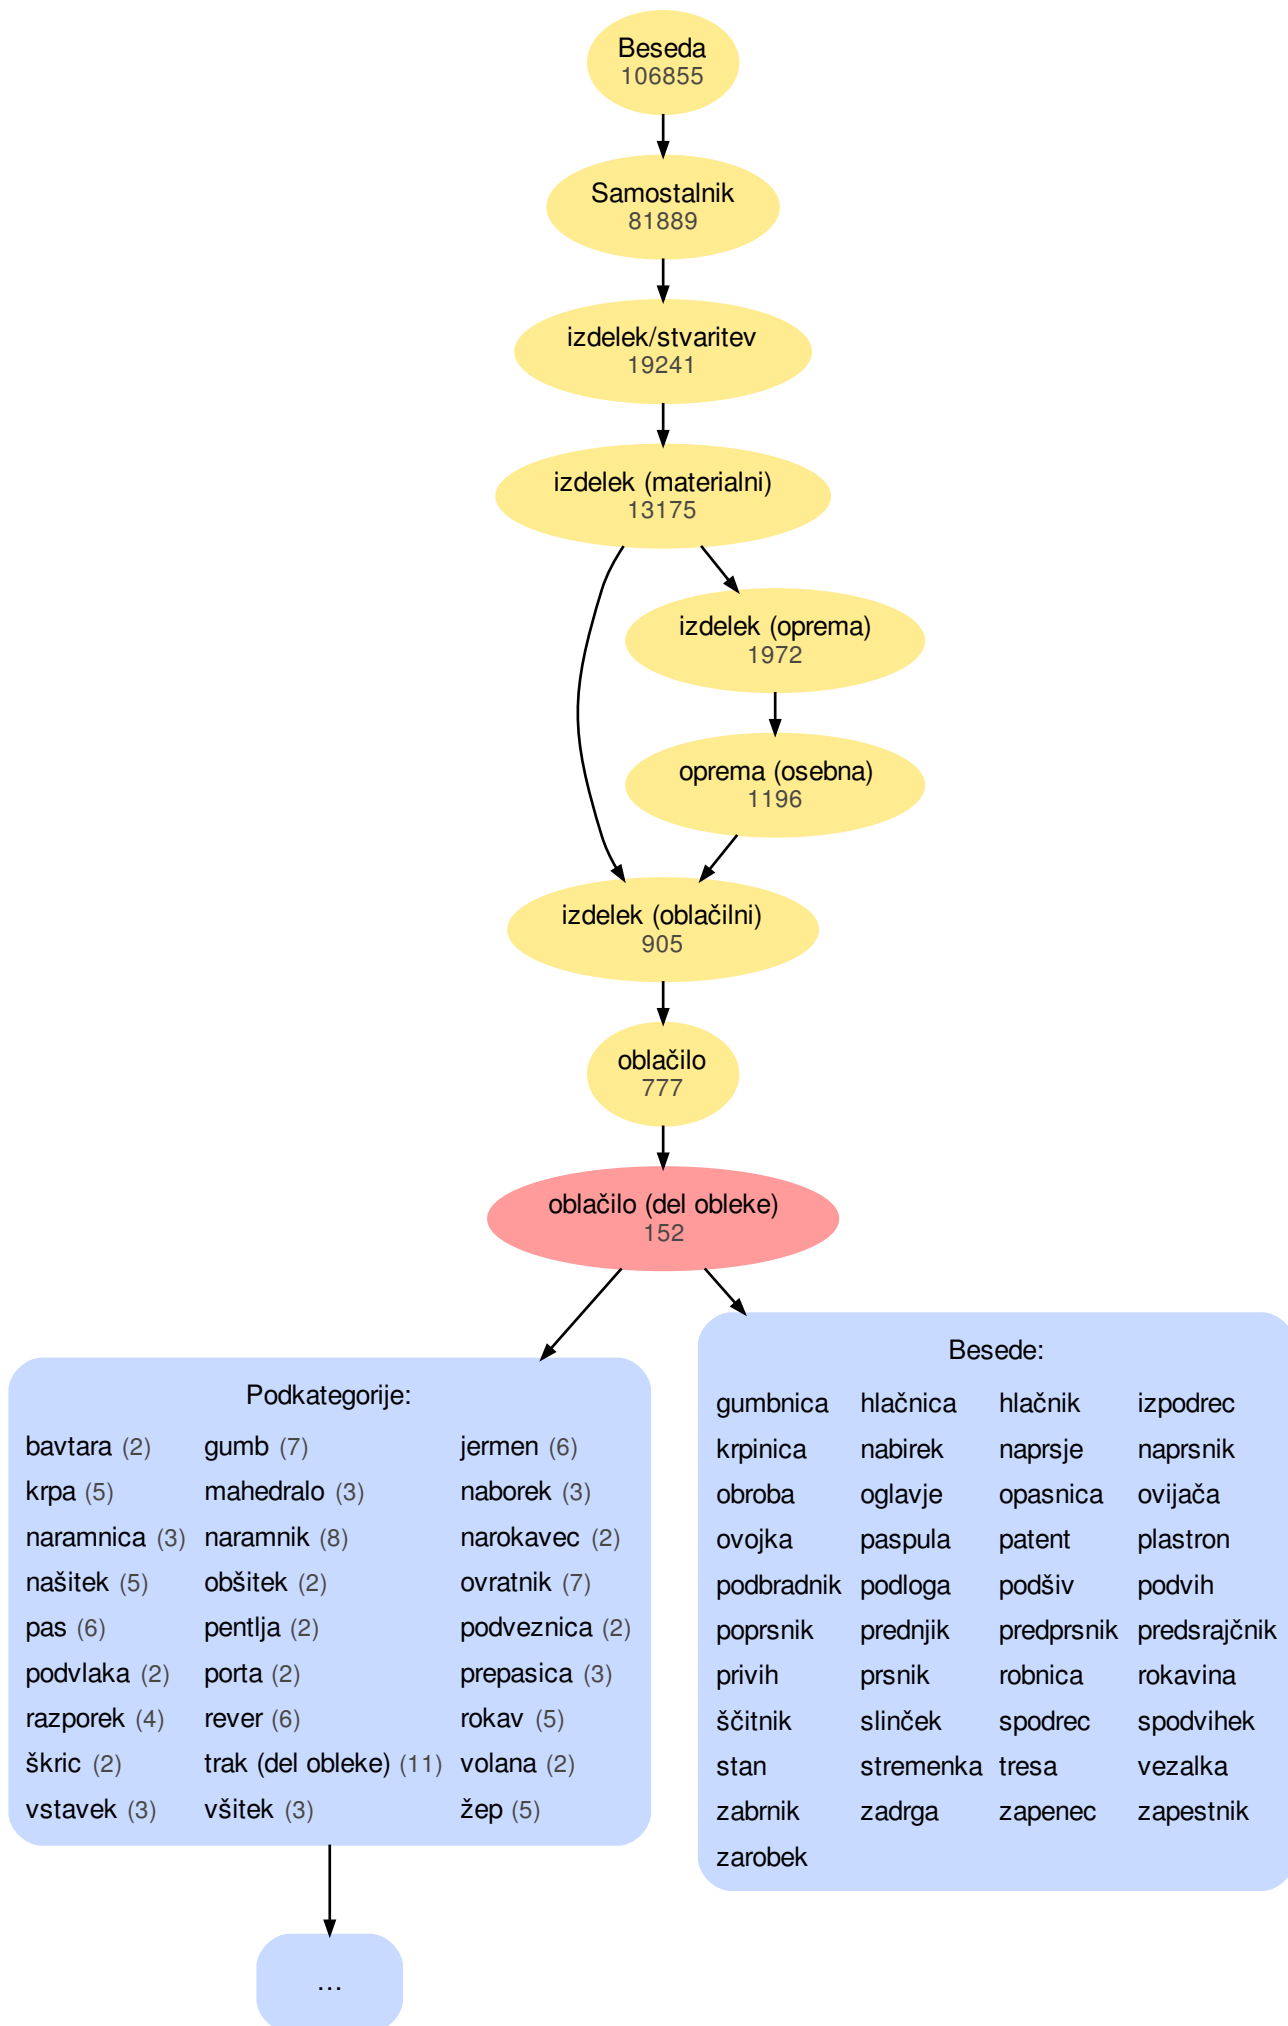 Beseda
106855
Samostalnik
81889
izdelek/stvaritev
19241
izdelek (materialni)
13175
izdelek (oprema)
1972
oprema (osebna)
1196
izdelek (oblačilni)
905
oblačilo
777
oblačilo (del obleke)
152
Podkategorije:
bavtara (2) gumb (7) jermen (6)
krpa (5) mahedralo (3) naborek (3)
naramnica (3) naramnik (8) narokavec (2)
našitek (5) obšitek (2) ovratnik (7)
pas (6) pentlja (2) podveznica (2)
podvlaka (2) porta (2) prepasica (3)
razporek (4) rever (6) rokav (5)
škric (2) trak (del obleke) (11) volana (2)
vstavek (3) všitek (3) žep (5)
Besede:
gumbnica hlačnica hlačnik izpodrec
krpinica nabirek naprsje naprsnik
obroba oglavje opasnica ovijača
ovojka paspula patent plastron
podbradnik podloga podšiv podvih
poprsnik prednjik predprsnik predsrajčnik
privih prsnik robnica rokavina
ščitnik slinček spodrec spodvihek
stan stremenka tresa vezalka
zabrnik zadrga zapenec zapestnik
zarobek
...